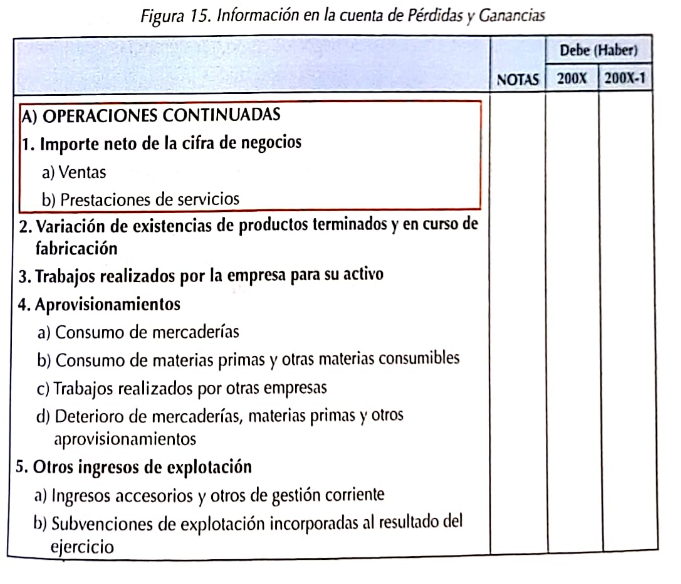 Figura 15. Información en la cuenta de Pérdidas y Ganancias
Debe (Haber)
NOTAS 200X 200X-1
A) OPERACIONES CONTINUADAS
1. Importe neto de la cifra de negocios
a) Ventas
b) Prestaciones de servicios
2. Variación de existencias de productos terminados y en curso de
fabricación
3. Trabajos realizados por la empresa para su activo
4. Aprovisionamientos
a) Consumo de mercaderías
b) Consumo de materias primas y otras materias consumibles
c) Trabajos realizados por otras empresas
d) Deterioro de mercaderías, materias primas y otros
aprovisionamientos
5. Otros ingresos de explotación
a) Ingresos accesorios y otros de gestión corriente
b) Subvenciones de explotación incorporadas al resultado del
ejercicio